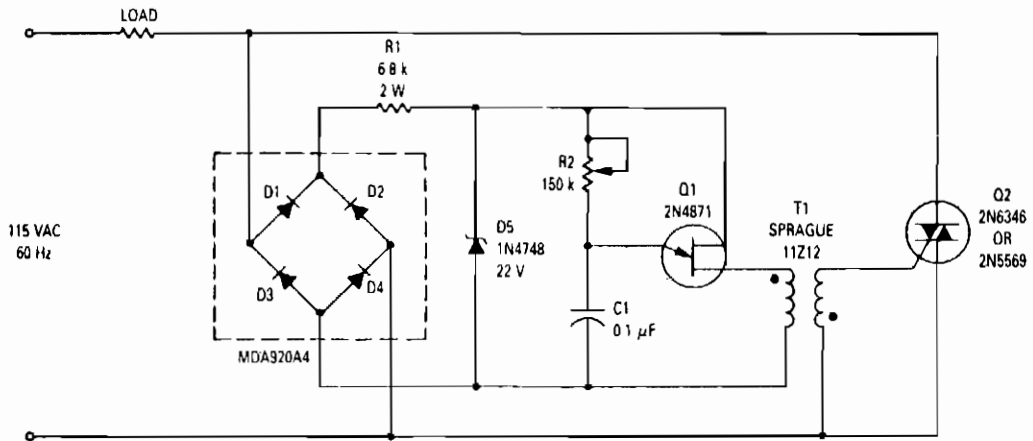 LOAD
R1
6 8 k
2 W
D1
D2
D3
D4
MDA920A4
115 VAC
60 Hz
D5
1N4748
22 V
R2
150 k
C1
0 1 μF
Q1
2N4871
T1
SPRAGUE
11Z12
Q2
2N6346
OR
2N5569